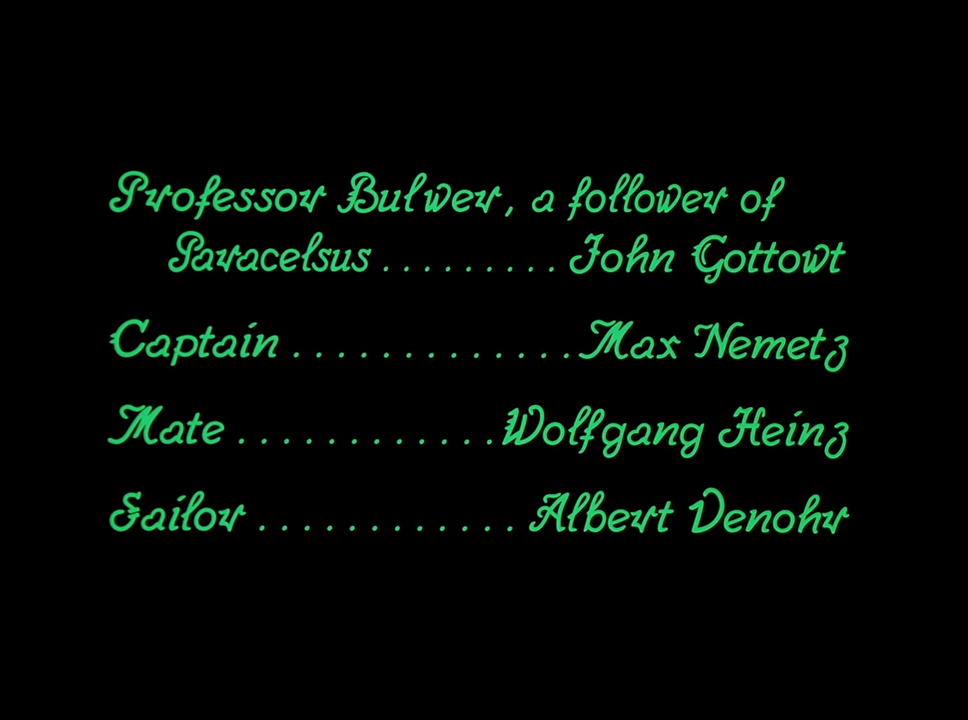 Professor Bulwer, a follower of
Paracelsus . . . . . . . . . John Gottowt
Captain . . . . . . . . . . . . . Max Nemetz
Mate . . . . . . . . . . . . Wolfgang Heinz
Sailor . . . . . . . . . . . . Albert Venohr